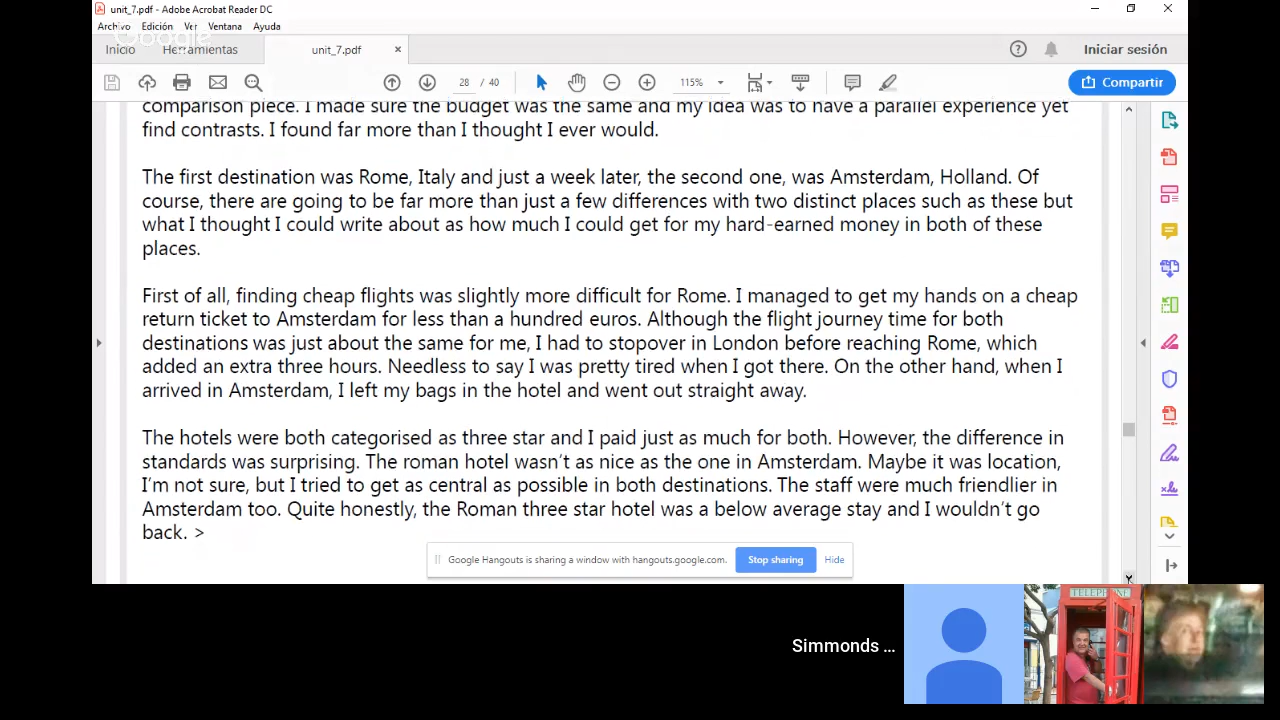 unit_7.pdf - Adobe Acrobat Reader DC
Archivo Edición Ver Ventana Ayuda
Google
Inicio Herramientas unit_7.pdf × Iniciar sesión
28 / 40 115% Compartir
comparison piece. I made sure the budget was the same and my idea was to have a parallel experience yet
find contrasts. I found far more than I thought I ever would.
The first destination was Rome, Italy and just a week later, the second one, was Amsterdam, Holland. Of
course, there are going to be far more than just a few differences with two distinct places such as these but
what I thought I could write about as how much I could get for my hard-earned money in both of these
places.
First of all, finding cheap flights was slightly more difficult for Rome. I managed to get my hands on a cheap
return ticket to Amsterdam for less than a hundred euros. Although the flight journey time for both
destinations was just about the same for me, I had to stopover in London before reaching Rome, which
added an extra three hours. Needless to say I was pretty tired when I got there. On the other hand, when I
arrived in Amsterdam, I left my bags in the hotel and went out straight away.
The hotels were both categorised as three star and I paid just as much for both. However, the difference in
standards was surprising. The roman hotel wasn't as nice as the one in Amsterdam. Maybe it was location,
I'm not sure, but I tried to get as central as possible in both destinations. The staff were much friendlier in
Amsterdam too. Quite honestly, the Roman three star hotel was a below average stay and I wouldn't go
back. >
Google Hangouts is sharing a window with hangouts.google.com. Stop sharing Hide
TELEPHONE
Simmonds ...